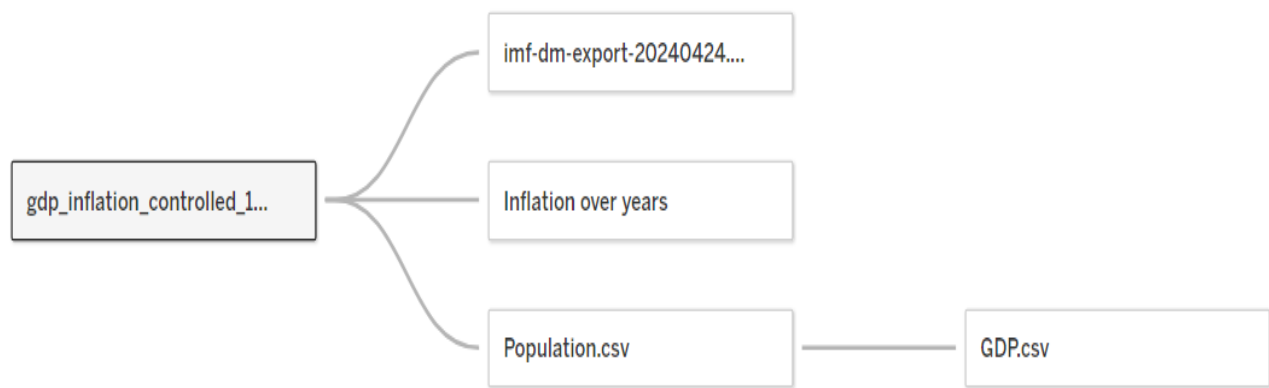 imf-dm-export-20240424....
gdp_inflation_controlled_1...
Inflation over years
Population.csv
GDP.csv